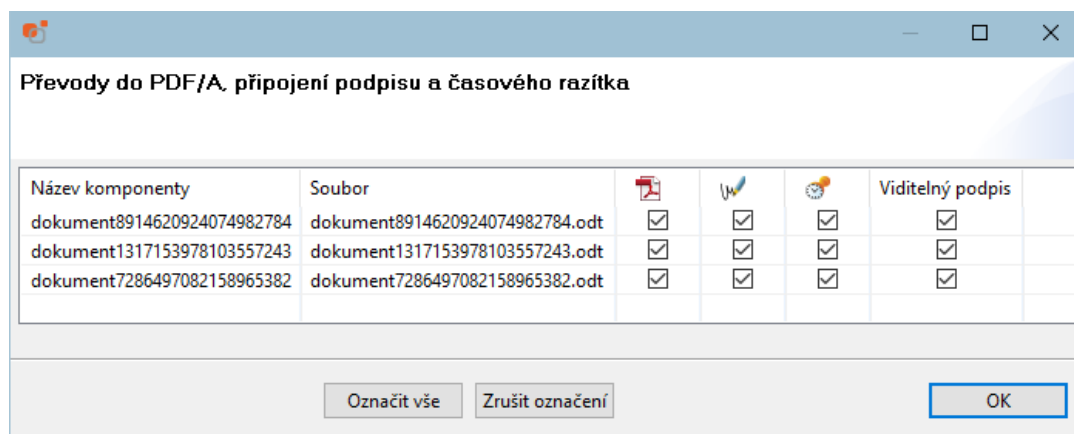 Převody do PDF/A, připojení podpisu a časového razítka
Název komponenty Soubor Viditelný podpis
dokument8914620924074982784 dokument8914620924074982784.odt
dokument1317153978103557243 dokument1317153978103557243.odt
dokument7286497082158965382 dokument7286497082158965382.odt
Označit vše Zrušit označení OK